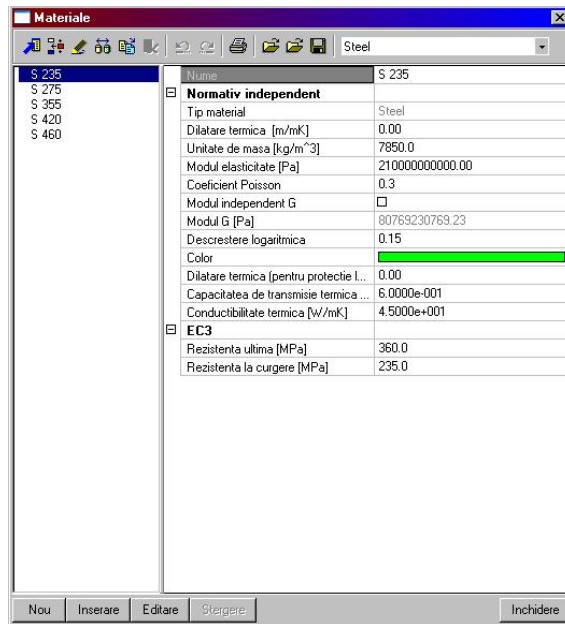 Materiale
Steel
S 235
S 275
S 355
S 420
S 460
Nume S 235
Normativ independent
Tip material Steel
Dilatare termica [m/mK] 0.00
Unitate de masa [kg/m^3] 7850.0
Modul elasticitate [Pa] 210000000000.00
Coeficient Poisson 0.3
Modul independent G
Modul G [Pa] 80769230769.23
Descrestere logaritmica 0.15
Color
Dilatare termica (pentru protectie l... 0.00
Capacitatea de transmisie termica ... 6.0000e-001
Conductibilitate termica [W/mK] 4.5000e+001
EC3
Rezistenta ultima [MPa] 360.0
Rezistenta la curgere [MPa] 235.0
Nou Inserare Editare Stergere Inchidere